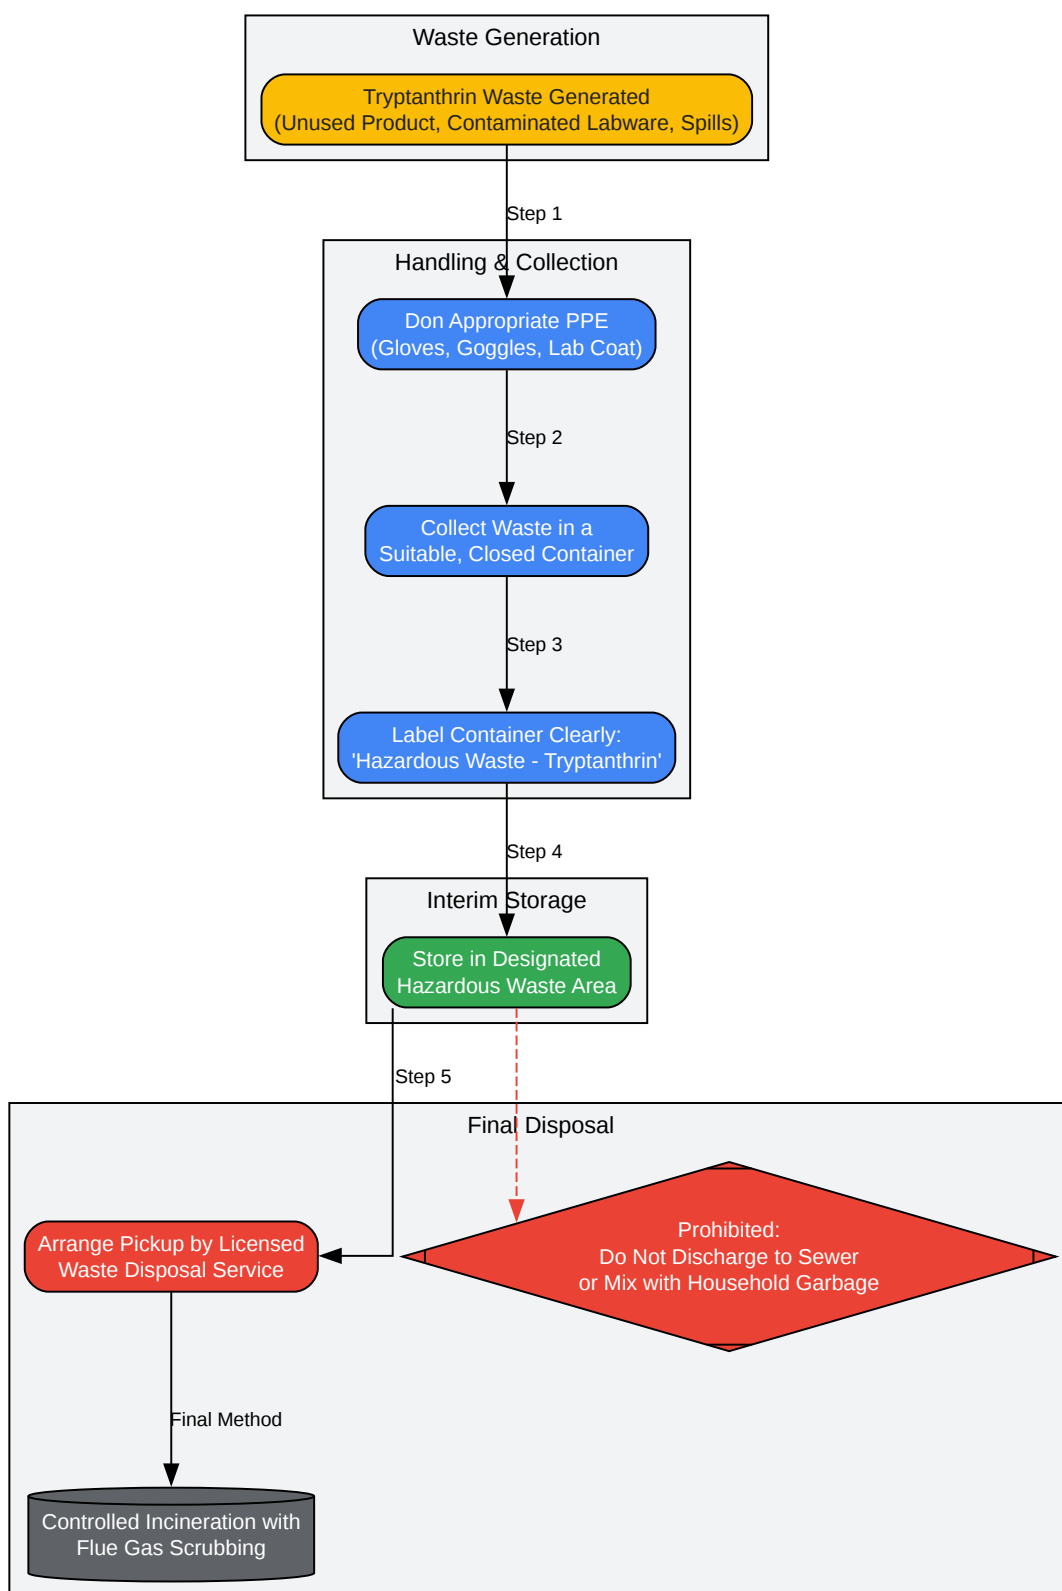 Waste Generation
Tryptanthrin Waste Generated
(Unused Product, Contaminated Labware, Spills)
Step 1
Handling & Collection
Don Appropriate PPE
(Gloves, Goggles, Lab Coat)
Step 2
Collect Waste in a
Suitable, Closed Container
Step 3
Label Container Clearly:
'Hazardous Waste - Tryptanthrin'
Step 4
Interim Storage
Store in Designated
Hazardous Waste Area
Step 5
Final Disposal
Arrange Pickup by Licensed
Waste Disposal Service
Prohibited:
Do Not Discharge to Sewer
or Mix with Household Garbage
Final Method
Controlled Incineration with
Flue Gas Scrubbing